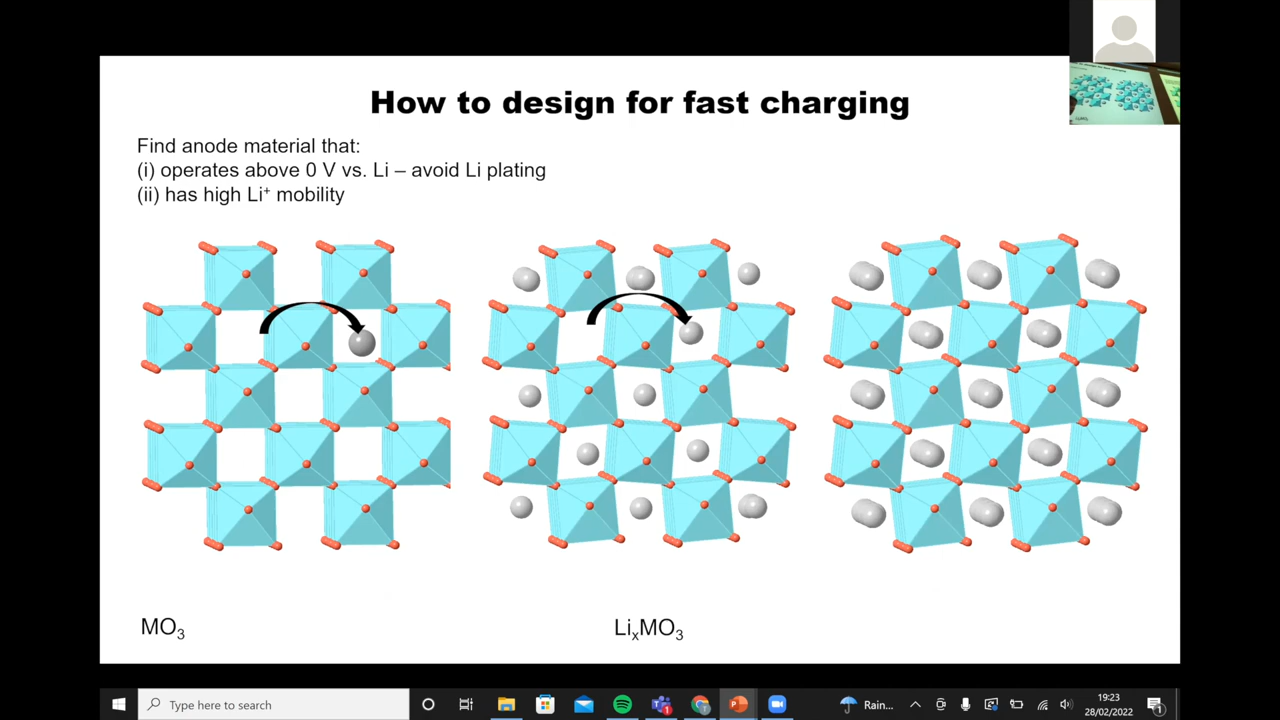 How to design for fast charging
Find anode material that:
(i) operates above 0 V vs. Li – avoid Li plating
(ii) has high Li⁺ mobility
MO₃
LiₓMO₃
Type here to search
Rain...
19:23
28/02/2022